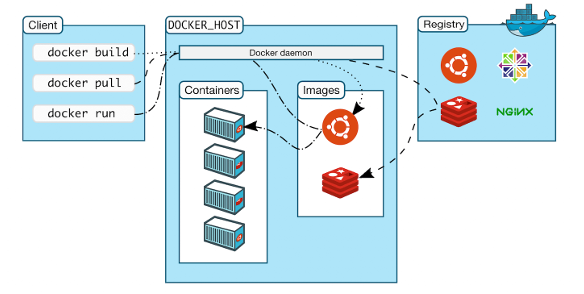 Client
docker build
docker pull
docker run
DOCKER_HOST
Docker daemon
Containers
Images
Registry
NGINX